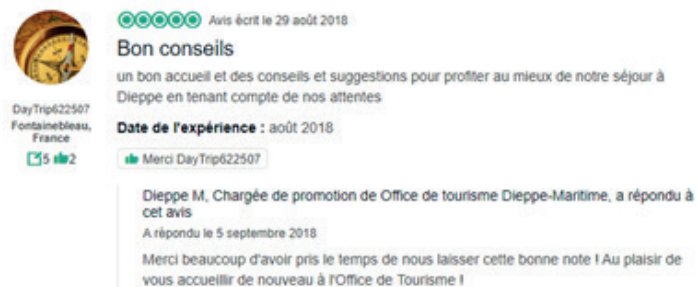 Avis écrit le 29 août 2018
Bon conseils
un bon accueil et des conseils et suggestions pour profiter au mieux de notre séjour à
Dieppe en tenant compte de nos attentes
DayTrip622507
Fontainebleau,
France
5 2
Date de l'expérience : août 2018
Merci DayTrip622507
Dieppe M, Chargée de promotion de Office de tourisme Dieppe-Maritime, a répondu à
cet avis
A répondu le 5 septembre 2018
Merci beaucoup d'avoir pris le temps de nous laisser cette bonne note ! Au plaisir de
vous accueillir de nouveau à l'Office de Tourisme !